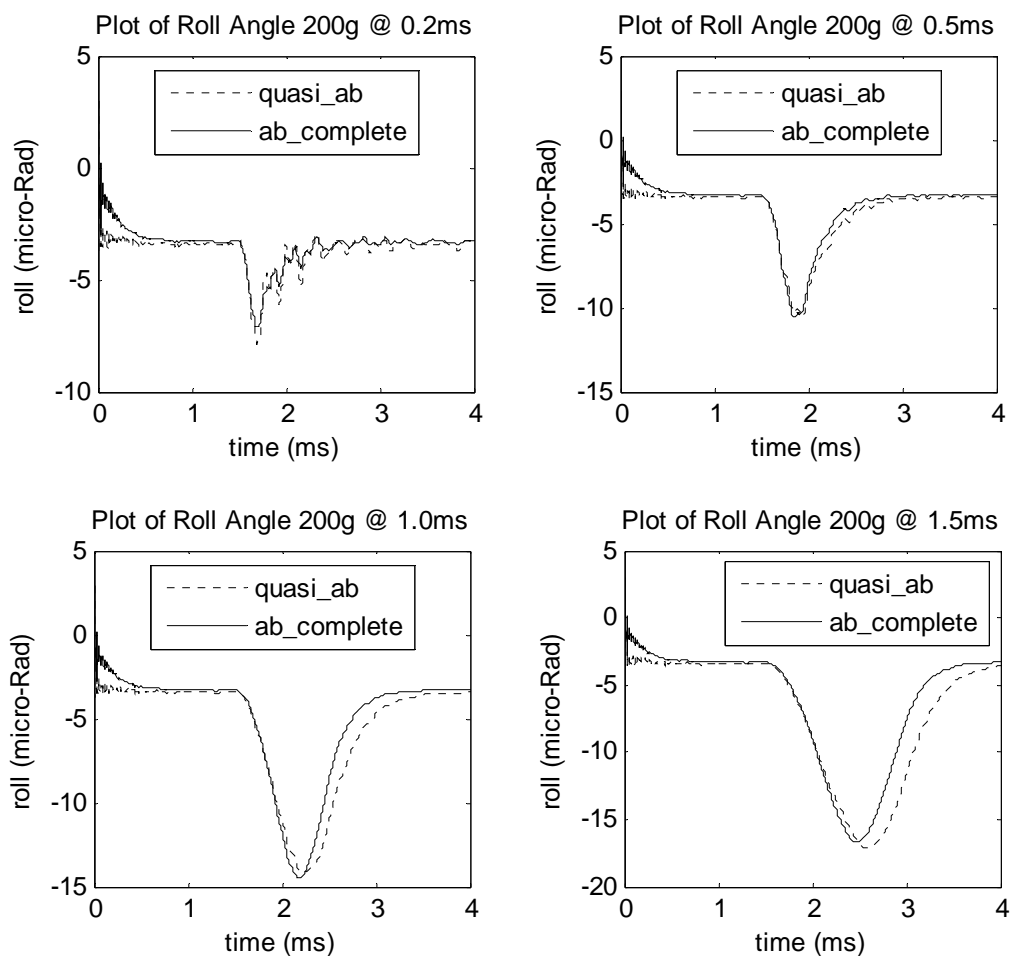 Plot of Roll Angle 200g @ 0.2ms
5
0
-5
-10
roll (micro-Rad)
quasi_ab
ab_complete
0 1 2 3 4
time (ms)
Plot of Roll Angle 200g @ 0.5ms
5
0
-5
-10
-15
roll (micro-Rad)
quasi_ab
ab_complete
0 1 2 3 4
time (ms)
Plot of Roll Angle 200g @ 1.0ms
5
0
-5
-10
-15
roll (micro-Rad)
quasi_ab
ab_complete
0 1 2 3 4
time (ms)
Plot of Roll Angle 200g @ 1.5ms
5
0
-5
-10
-15
-20
roll (micro-Rad)
quasi_ab
ab_complete
0 1 2 3 4
time (ms)